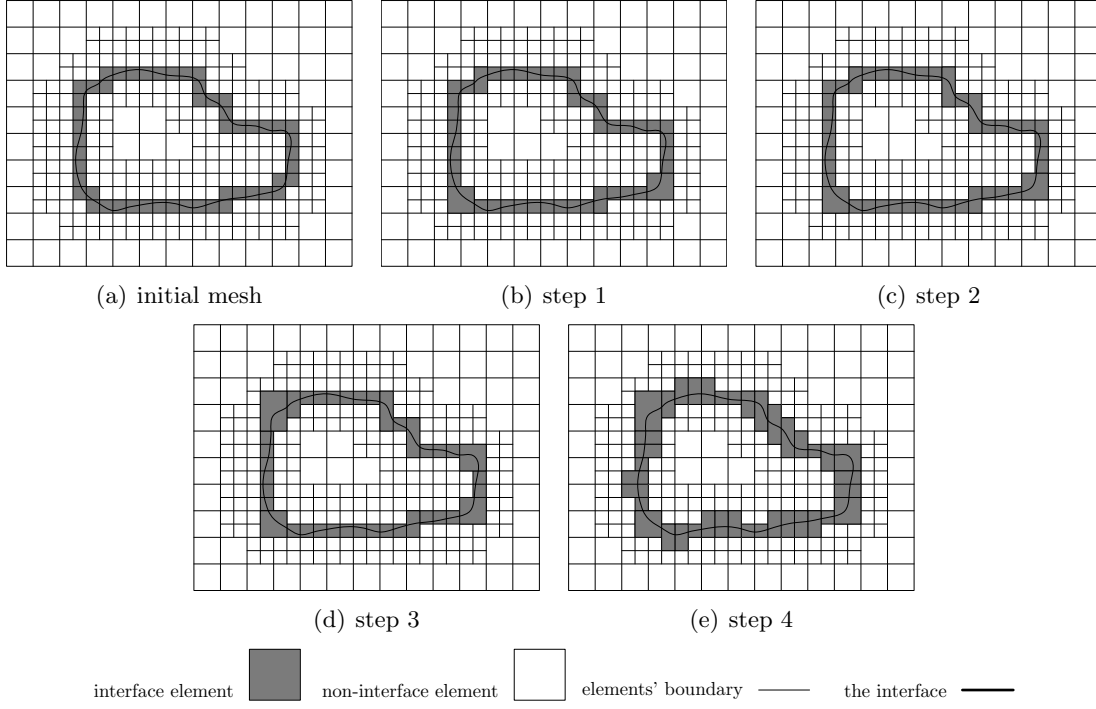 (a) initial mesh
(b) step 1
(c) step 2
(d) step 3
(e) step 4
interface element
non-interface element
elements' boundary
the interface